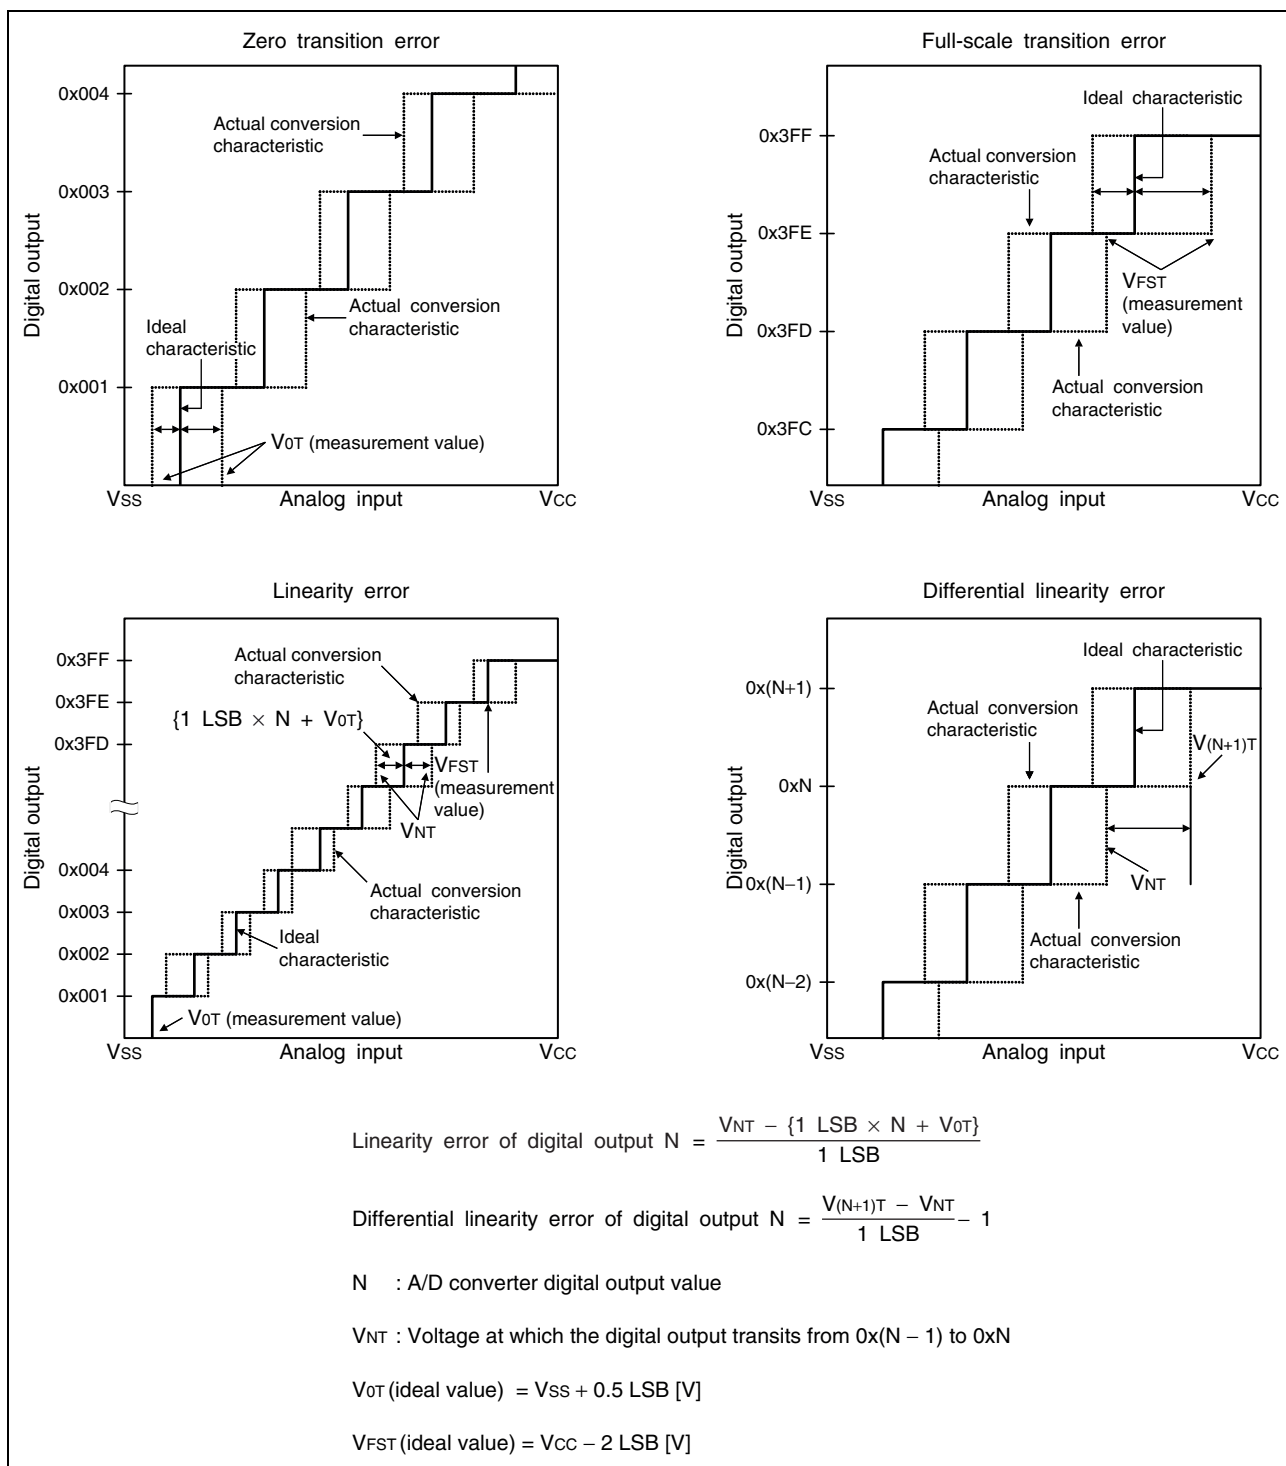 Zero transition error
0x004
0x003
0x002
0x001
Digital output
Actual conversion
characteristic
Actual conversion
characteristic
Ideal
characteristic
V0T (measurement value)
VSS
Analog input
VCC
Full-scale transition error
0x3FF
0x3FE
0x3FD
0x3FC
Digital output
Ideal characteristic
Actual conversion
characteristic
VFST
(measurement
value)
Actual conversion
characteristic
VSS
Analog input
VCC
Linearity error
0x3FF
0x3FE
0x3FD
0x004
0x003
0x002
0x001
Digital output
Actual conversion
characteristic
{1 LSB × N + V0T}
VFST
(measurement
value)
VNT
Actual conversion
characteristic
Ideal
characteristic
V0T (measurement value)
VSS
Analog input
VCC
Differential linearity error
0x(N+1)
0xN
0x(N−1)
0x(N−2)
Digital output
Ideal characteristic
Actual conversion
characteristic
V(N+1)T
VNT
Actual conversion
characteristic
VSS
Analog input
VCC
Linearity error of digital output N = VNT − {1 LSB × N + V0T} / 1 LSB
Differential linearity error of digital output N = V(N+1)T − VNT / 1 LSB − 1
N : A/D converter digital output value
VNT : Voltage at which the digital output transits from 0x(N − 1) to 0xN
V0T (ideal value) = VSS + 0.5 LSB [V]
VFST (ideal value) = VCC − 2 LSB [V]